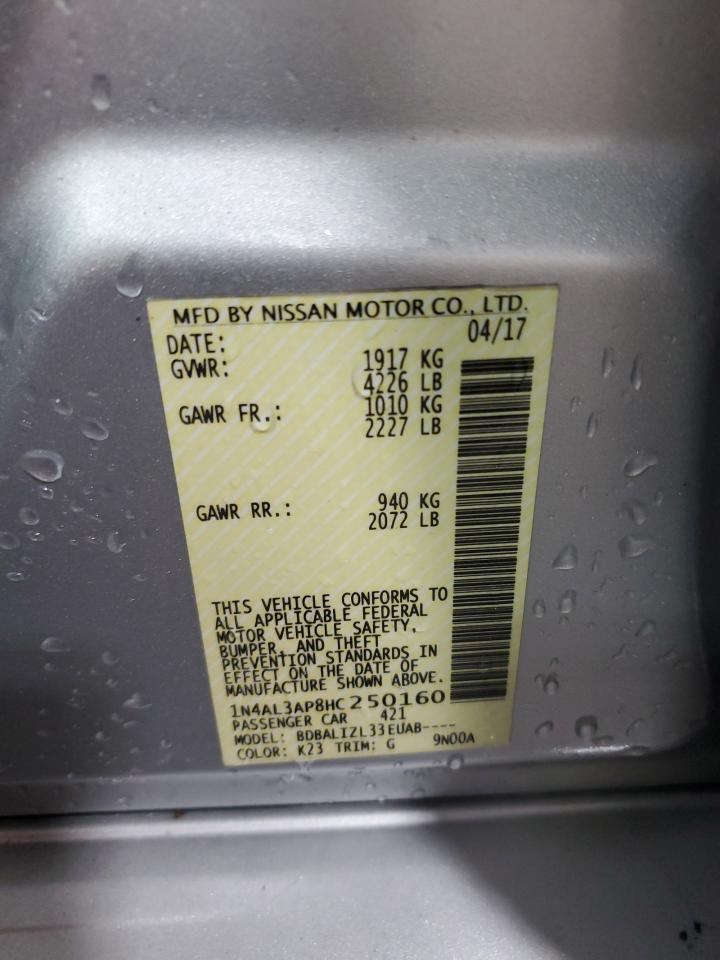 MFD BY NISSAN MOTOR CO., LTD.
DATE: 04/17
GVWR: 1917 KG
4226 LB
GAWR FR.: 1010 KG
2227 LB
GAWR RR.: 940 KG
2072 LB
THIS VEHICLE CONFORMS TO
ALL APPLICABLE FEDERAL
MOTOR VEHICLE SAFETY,
BUMPER, AND THEFT
PREVENTION STANDARDS IN
EFFECT ON THE DATE OF
MANUFACTURE SHOWN ABOVE.
1N4AL3AP8HC250160
PASSENGER CAR 421
MODEL: BDBALIZL33EUAB----
COLOR: K23 TRIM: G 9N00A